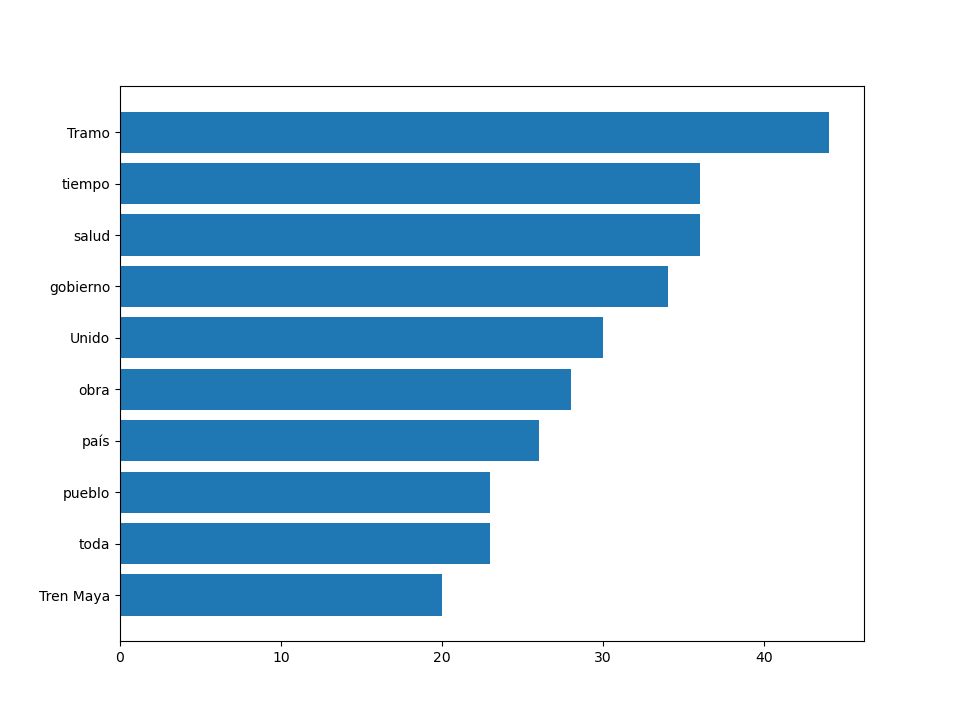 Tramo
tiempo
salud
gobierno
Unido
obra
país
pueblo
toda
Tren Maya
0 10 20 30 40